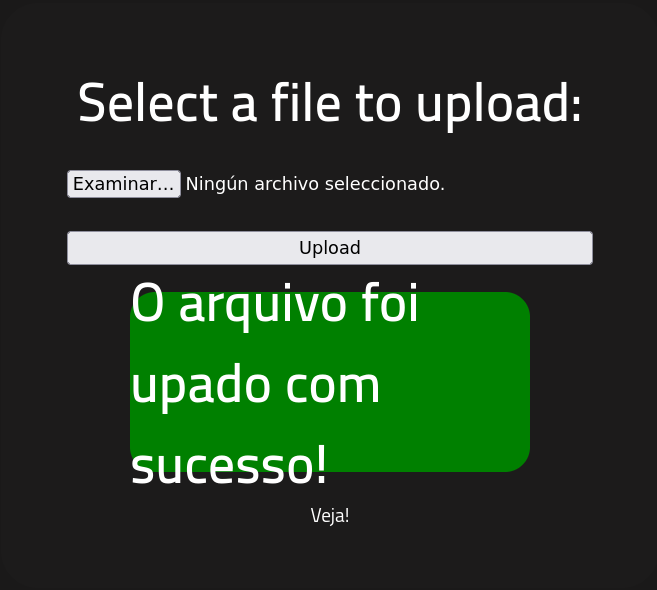 Select a file to upload:
Examinar... Ningún archivo seleccionado.
Upload
O arquivo foi
upado com
sucesso!
Veja!